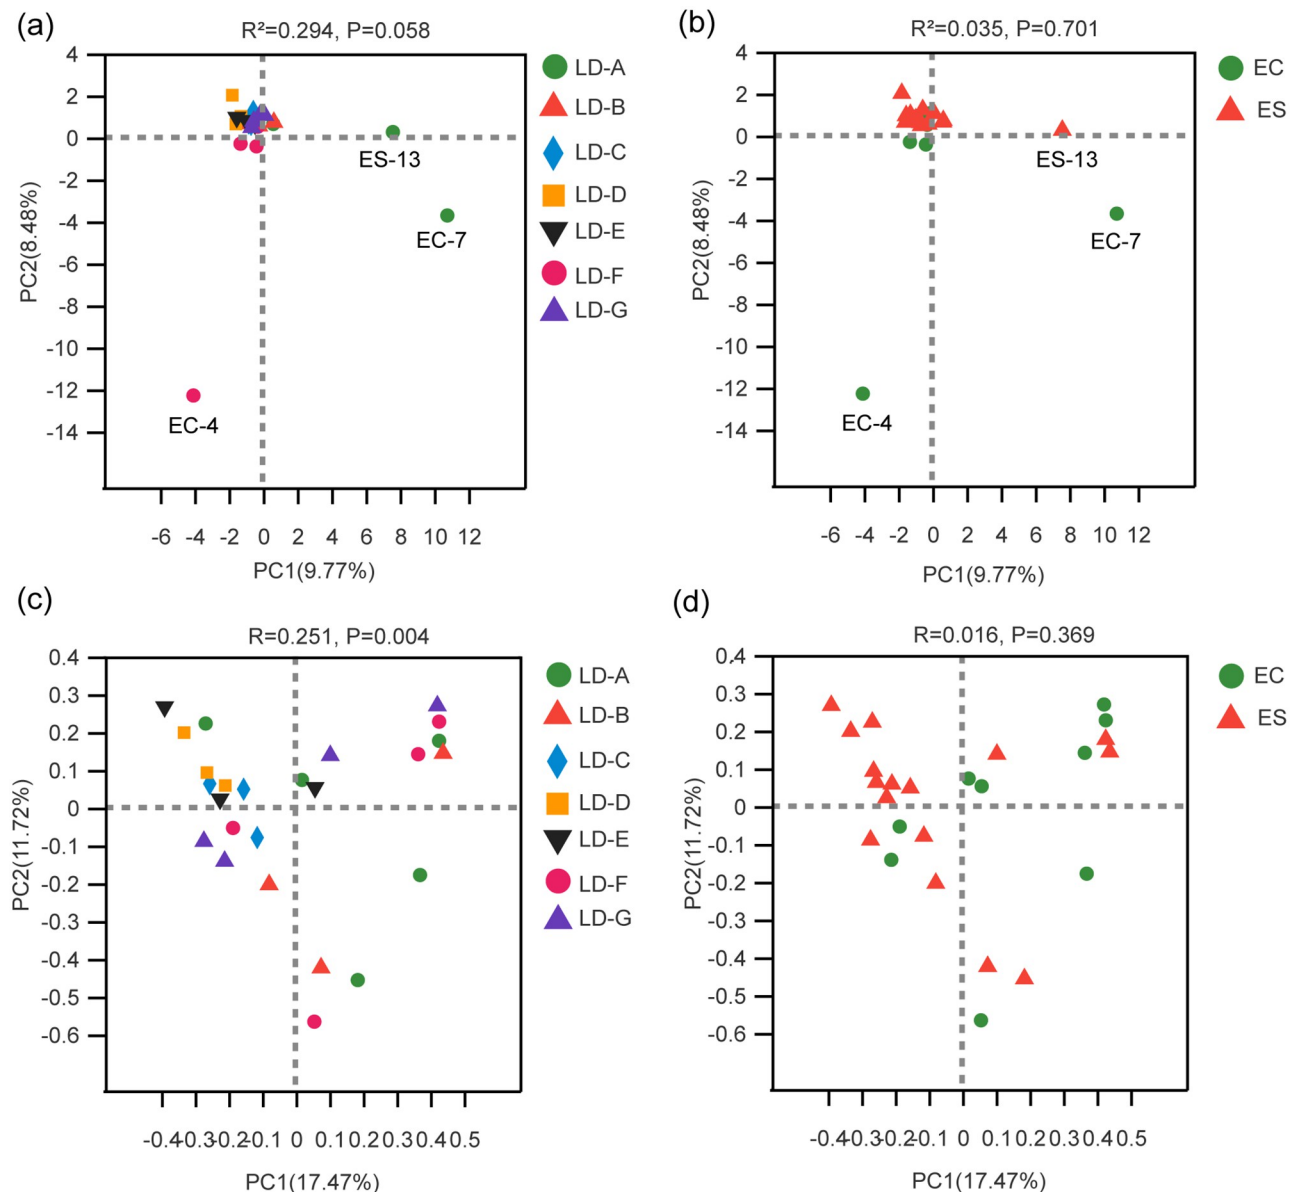 (a)
R²=0.294, P=0.058
4
2
0
-2
-4
-6
-8
-10
-12
-14
PC2(8.48%)
ES-13
EC-7
EC-4
-6 -4 -2 0 2 4 6 8 10 12
PC1(9.77%)
LD-A
LD-B
LD-C
LD-D
LD-E
LD-F
LD-G
(b)
R²=0.035, P=0.701
4
2
0
-2
-4
-6
-8
-10
-12
-14
PC2(8.48%)
ES-13
EC-7
EC-4
-6 -4 -2 0 2 4 6 8 10 12
PC1(9.77%)
EC
ES
(c)
R=0.251, P=0.004
0.4
0.3
0.2
0.1
0
-0.1
-0.2
-0.3
-0.4
-0.5
-0.6
PC2(11.72%)
-0.4 -0.3 -0.2 -0.1 0 0.1 0.2 0.3 0.4 0.5
PC1(17.47%)
LD-A
LD-B
LD-C
LD-D
LD-E
LD-F
LD-G
(d)
R=0.016, P=0.369
0.4
0.3
0.2
0.1
0
-0.1
-0.2
-0.3
-0.4
-0.5
-0.6
PC2(11.72%)
-0.4 -0.3 -0.2 -0.1 0 0.1 0.2 0.3 0.4 0.5
PC1(17.47%)
EC
ES